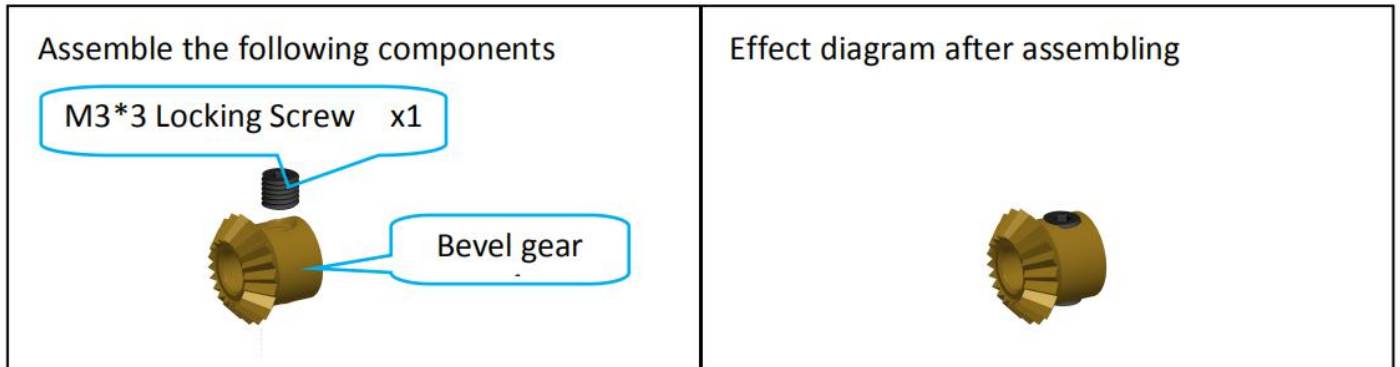 Assemble the following components
M3*3 Locking Screw x1
Bevel gear
Effect diagram after assembling